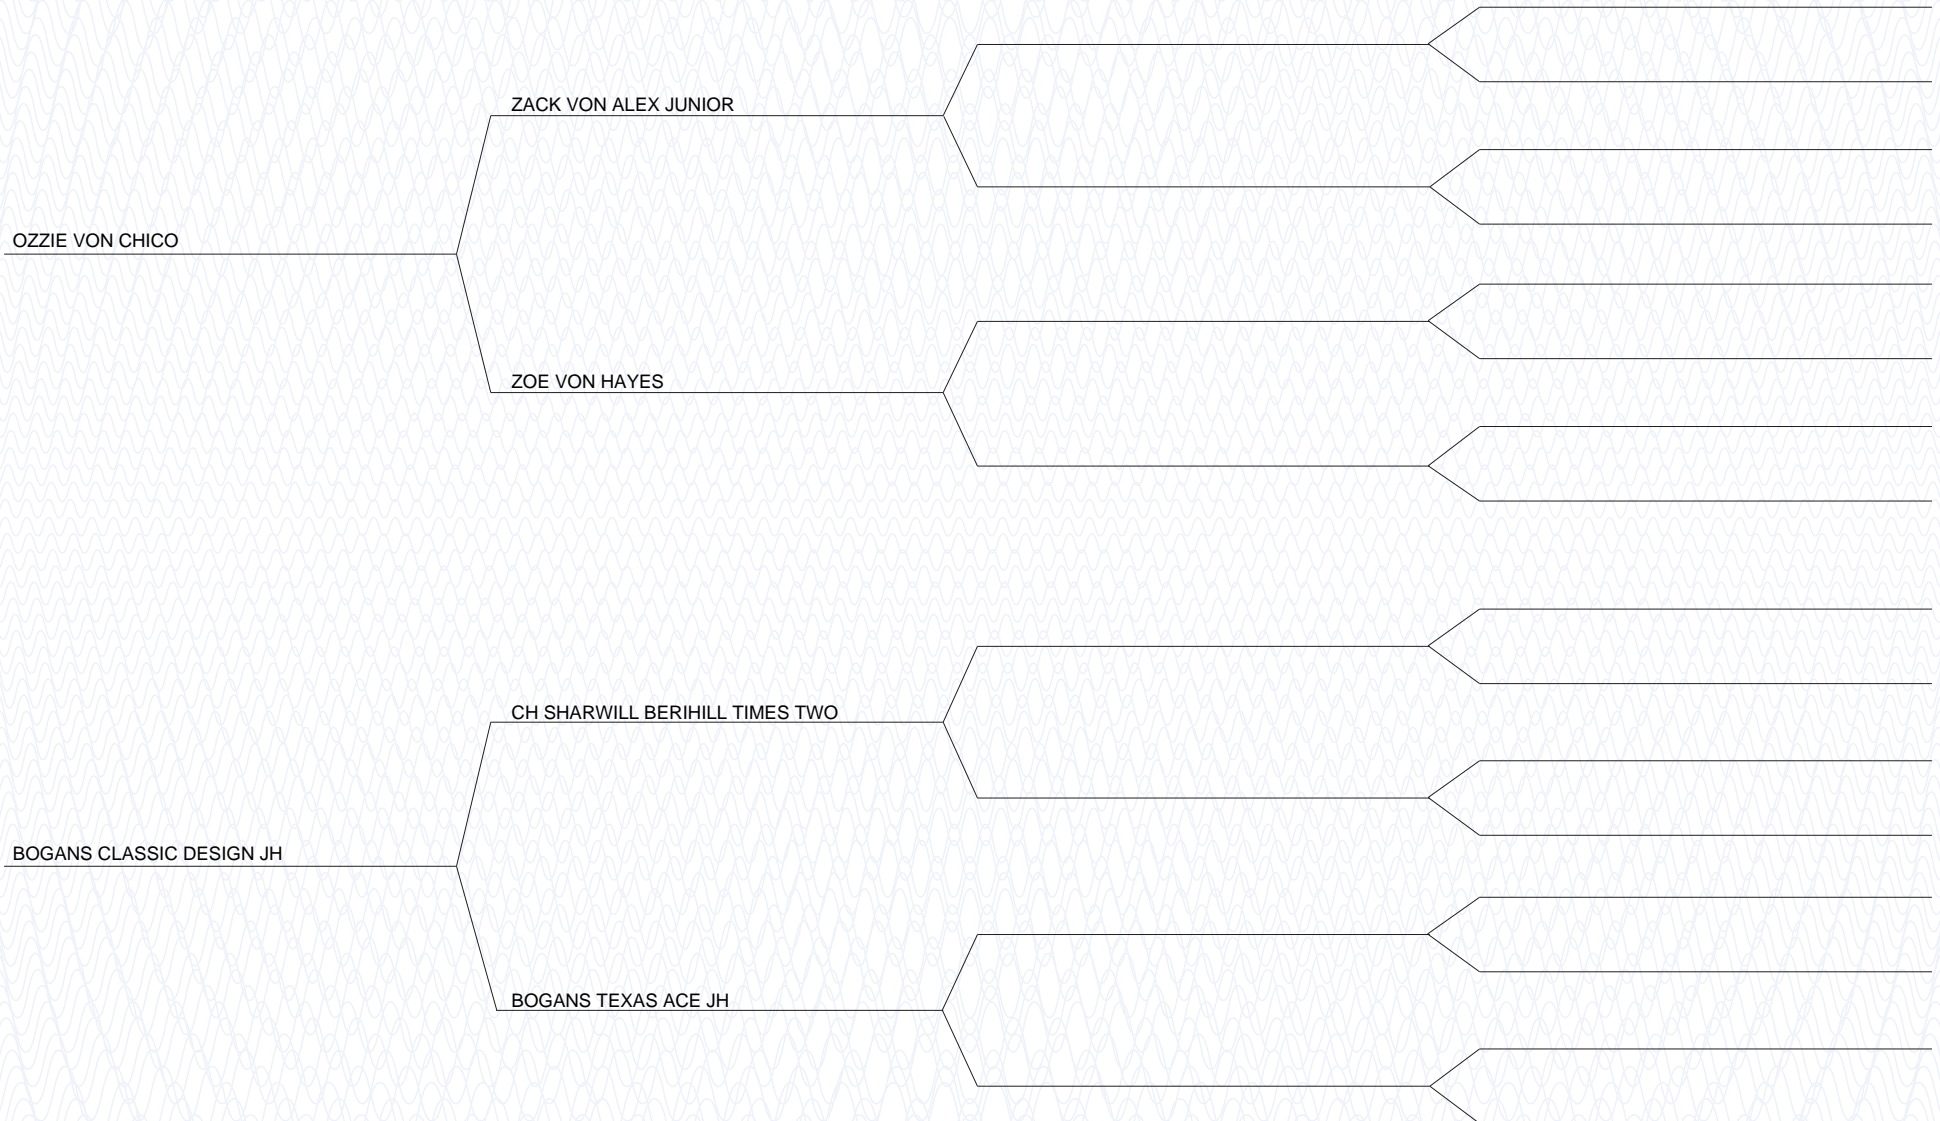 ZACK VON ALEX JUNIOR
OZZIE VON CHICO
ZOE VON HAYES
CH SHARWILL BERIHILL TIMES TWO
BOGANS CLASSIC DESIGN JH
BOGANS TEXAS ACE JH